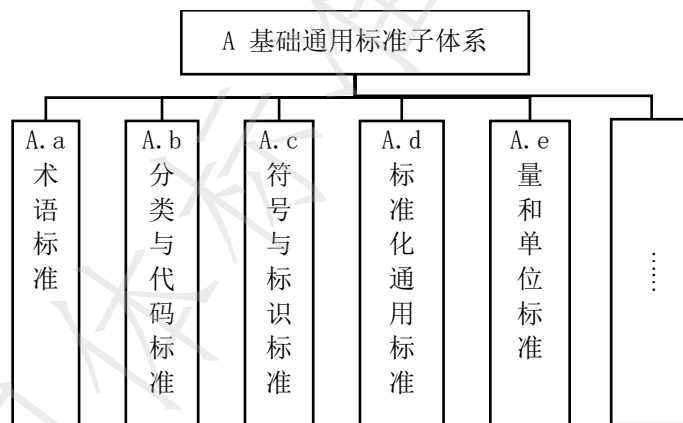 A 基础通用标准子体系
A.a
术语标准
A.b
分类与代码标准
A.c
符号与标识标准
A.d
标准化通用标准
A.e
量和单位标准
……